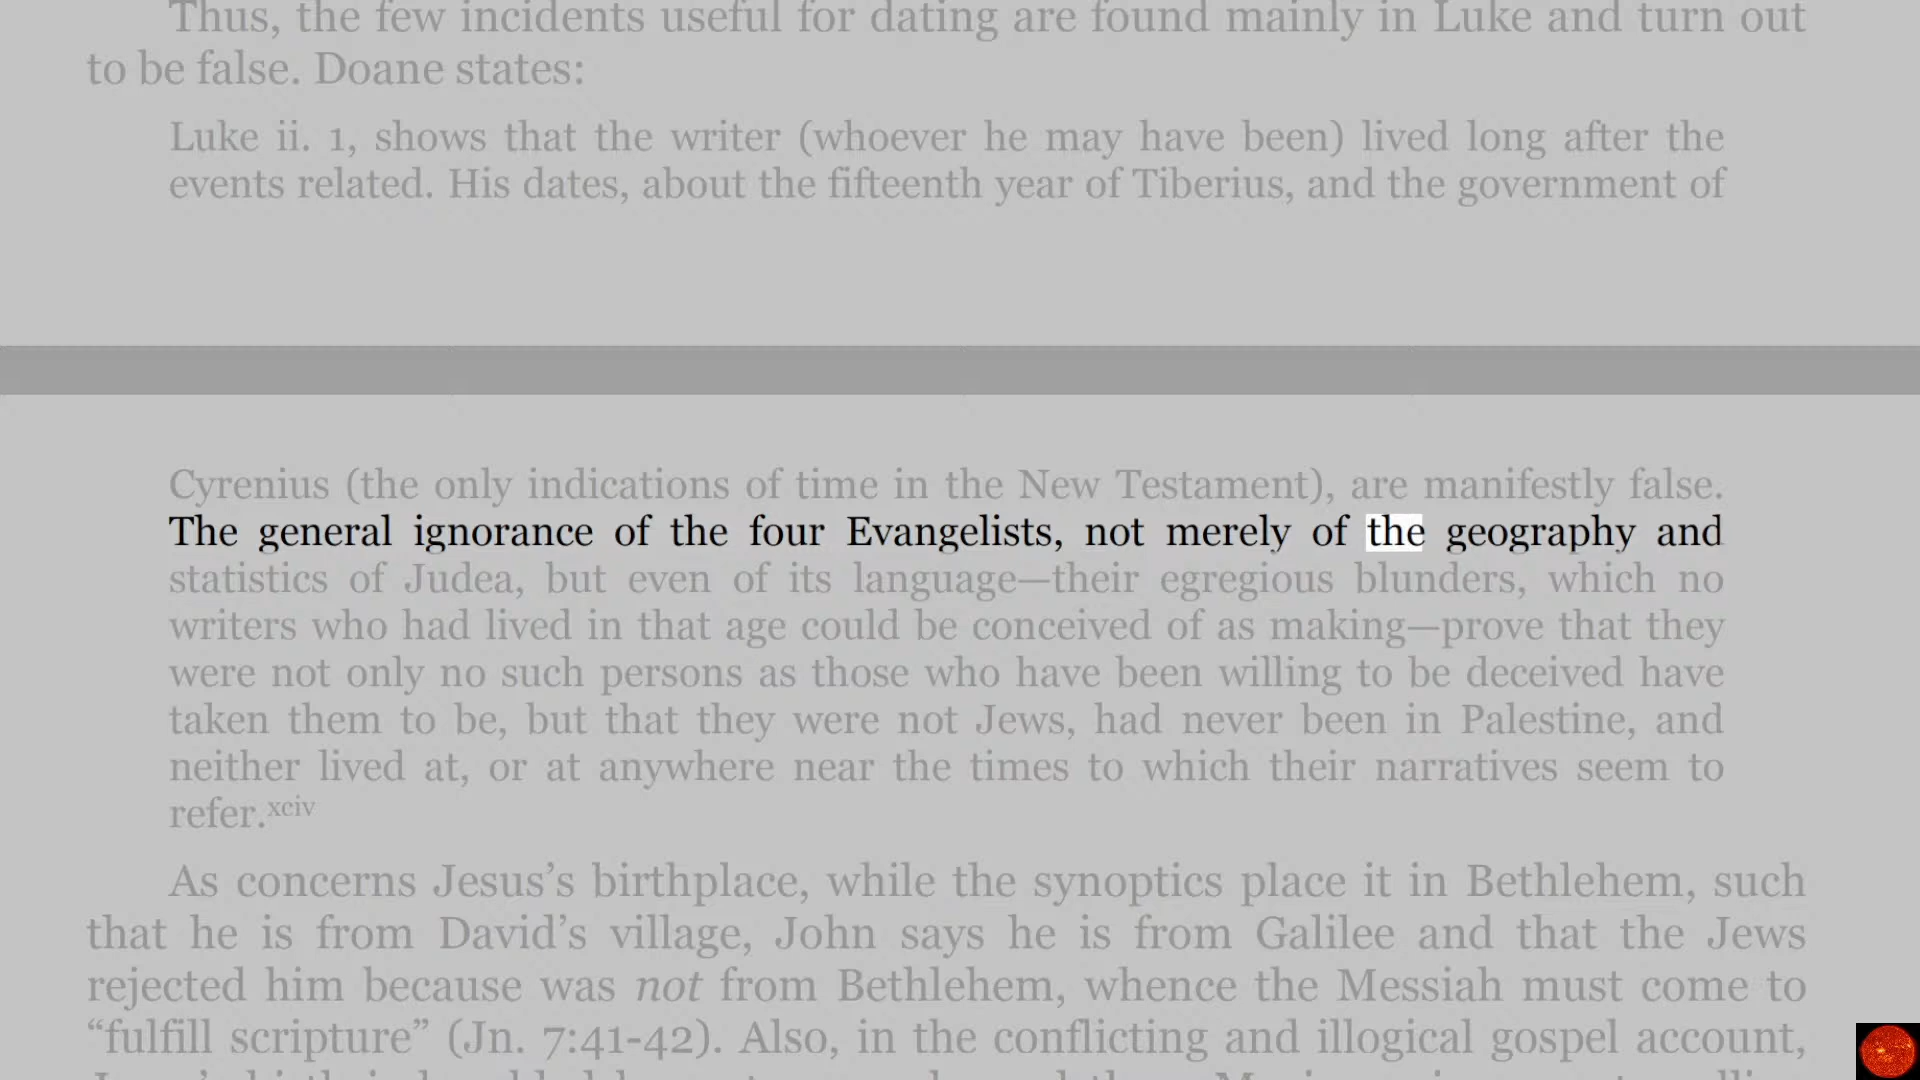 Thus, the few incidents useful for dating are found mainly in Luke and turn out
to be false. Doane states:
Luke ii. 1, shows that the writer (whoever he may have been) lived long after the
events related. His dates, about the fifteenth year of Tiberius, and the government of
Cyrenius (the only indications of time in the New Testament), are manifestly false.
The general ignorance of the four Evangelists, not merely of the geography and
statistics of Judea, but even of its language—their egregious blunders, which no
writers who had lived in that age could be conceived of as making—prove that they
were not only no such persons as those who have been willing to be deceived have
taken them to be, but that they were not Jews, had never been in Palestine, and
neither lived at, or at anywhere near the times to which their narratives seem to
refer.xciv
As concerns Jesus’s birthplace, while the synoptics place it in Bethlehem, such
that he is from David’s village, John says he is from Galilee and that the Jews
rejected him because was not from Bethlehem, whence the Messiah must come to
“fulfill scripture” (Jn. 7:41-42). Also, in the conflicting and illogical gospel account,